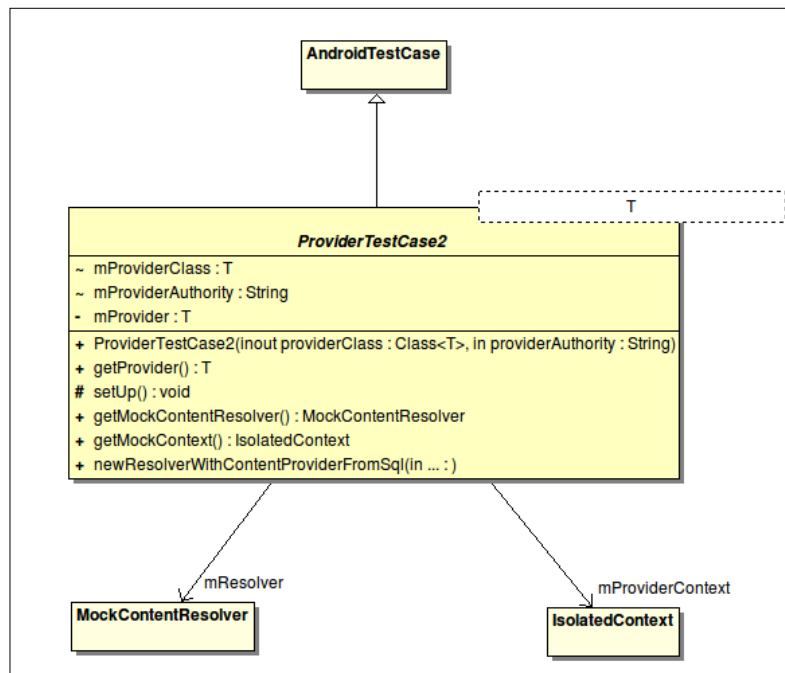 AndroidTestCase
T
ProviderTestCase2
~ mProviderClass : T
~ mProviderAuthority : String
- mProvider : T
+ ProviderTestCase2(inout providerClass : Class<T>, in providerAuthority : String)
+ getProvider() : T
# setUp() : void
+ getMockContentResolver() : MockContentResolver
+ getMockContext() : IsolatedContext
+ newResolverWithContentProviderFromSql(in ... : )
mResolver
mProviderContext
MockContentResolver
IsolatedContext